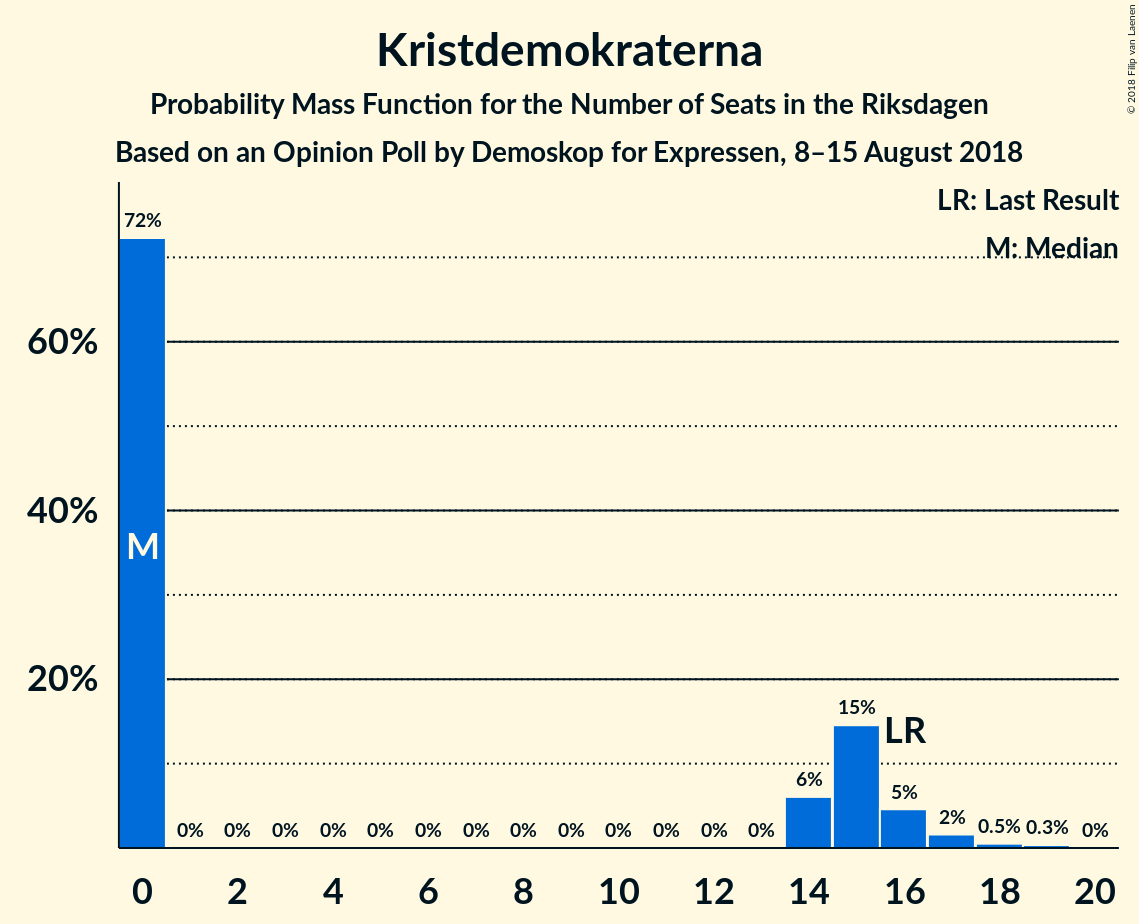 Kristdemokraterna
Probability Mass Function for the Number of Seats in the Riksdagen
Based on an Opinion Poll by Demoskop for Expressen, 8–15 August 2018
© 2018 Filip van Laenen
LR: Last Result
M: Median
60%
40%
20%
72%
M
0% 0% 0% 0% 0% 0% 0% 0% 0% 0% 0% 0% 0%
6%
15%
LR
5%
2%
0.5%
0.3%
0%
0 2 4 6 8 10 12 14 16 18 20